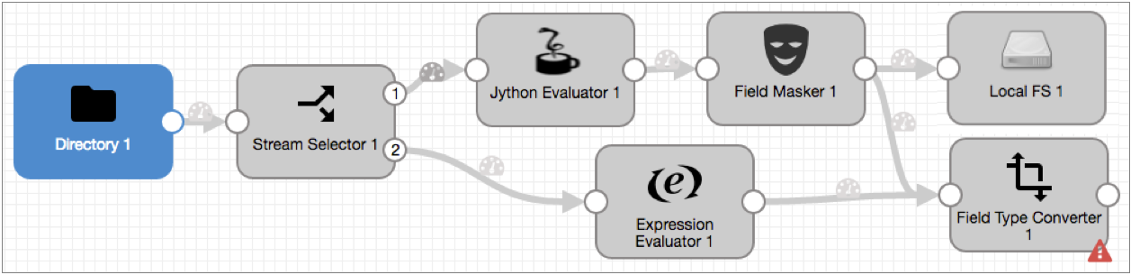 Directory 1
Stream Selector 1
1
2
Jython Evaluator 1
Field Masker 1
Local FS 1
Expression
Evaluator 1
Field Type Converter
1